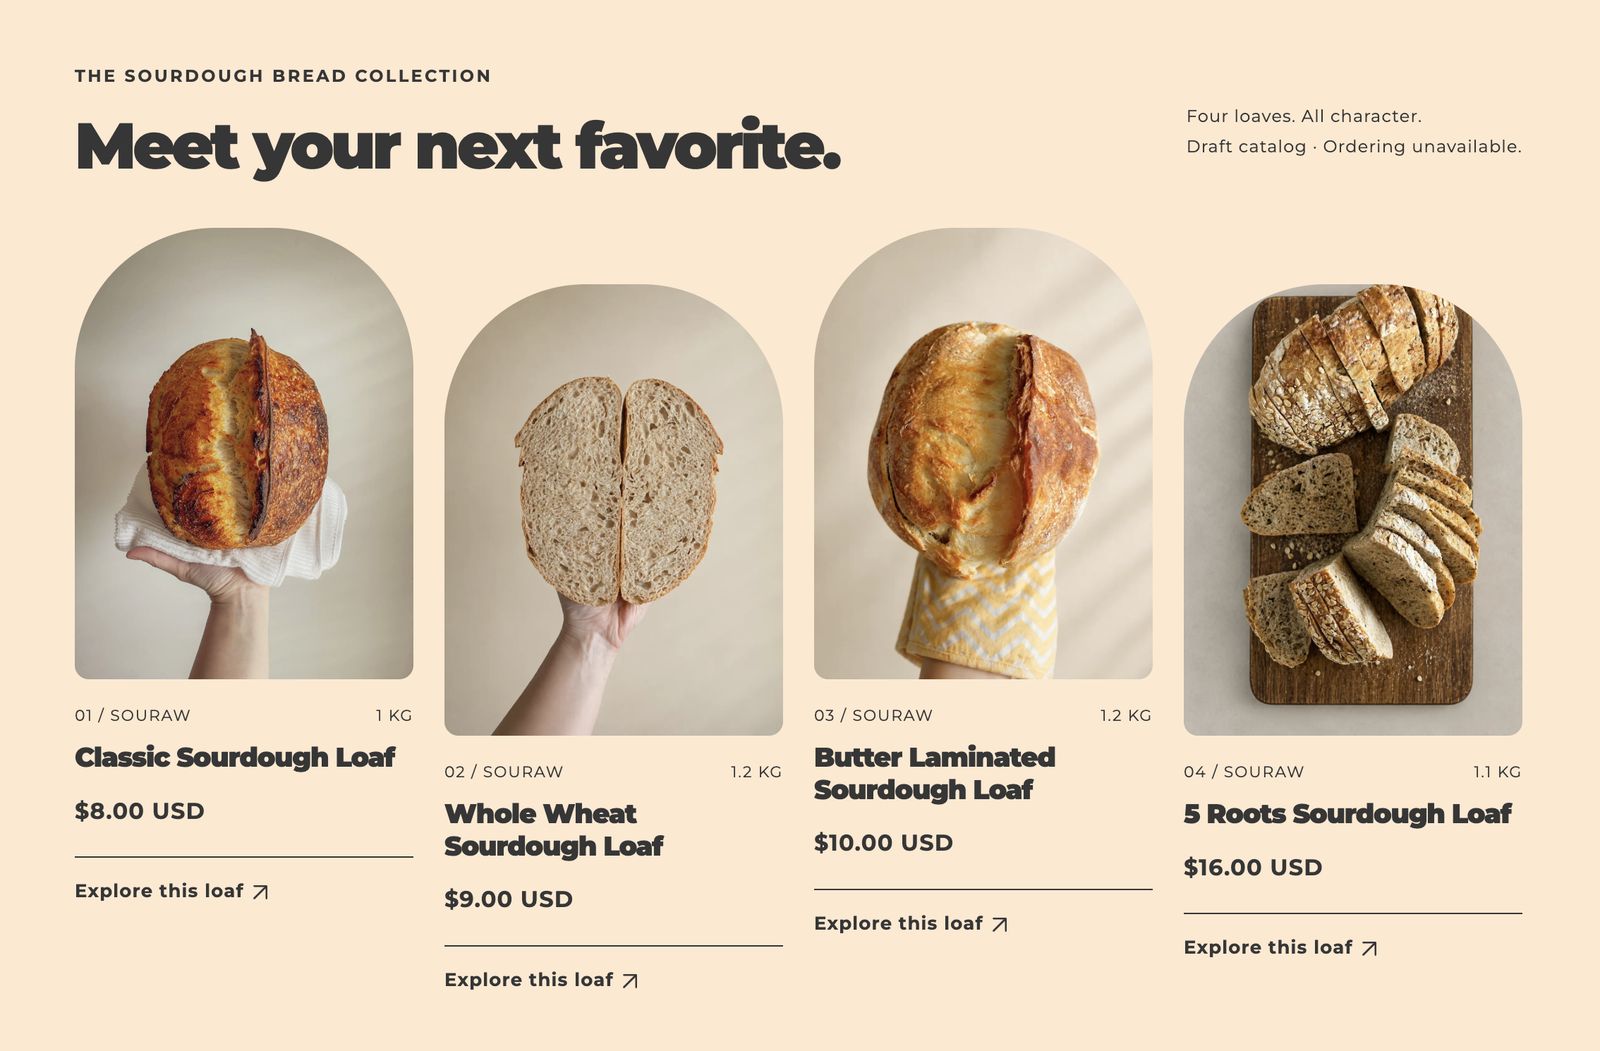 THE SOURDOUGH BREAD COLLECTION
Meet your next favorite.
Four loaves. All character.
Draft catalog · Ordering unavailable.
01 / SOURAW
1 KG
Classic Sourdough Loaf
$8.00 USD
Explore this loaf
02 / SOURAW
1.2 KG
Whole Wheat
Sourdough Loaf
$9.00 USD
Explore this loaf
03 / SOURAW
1.2 KG
Butter Laminated
Sourdough Loaf
$10.00 USD
Explore this loaf
04 / SOURAW
1.1 KG
5 Roots Sourdough Loaf
$16.00 USD
Explore this loaf